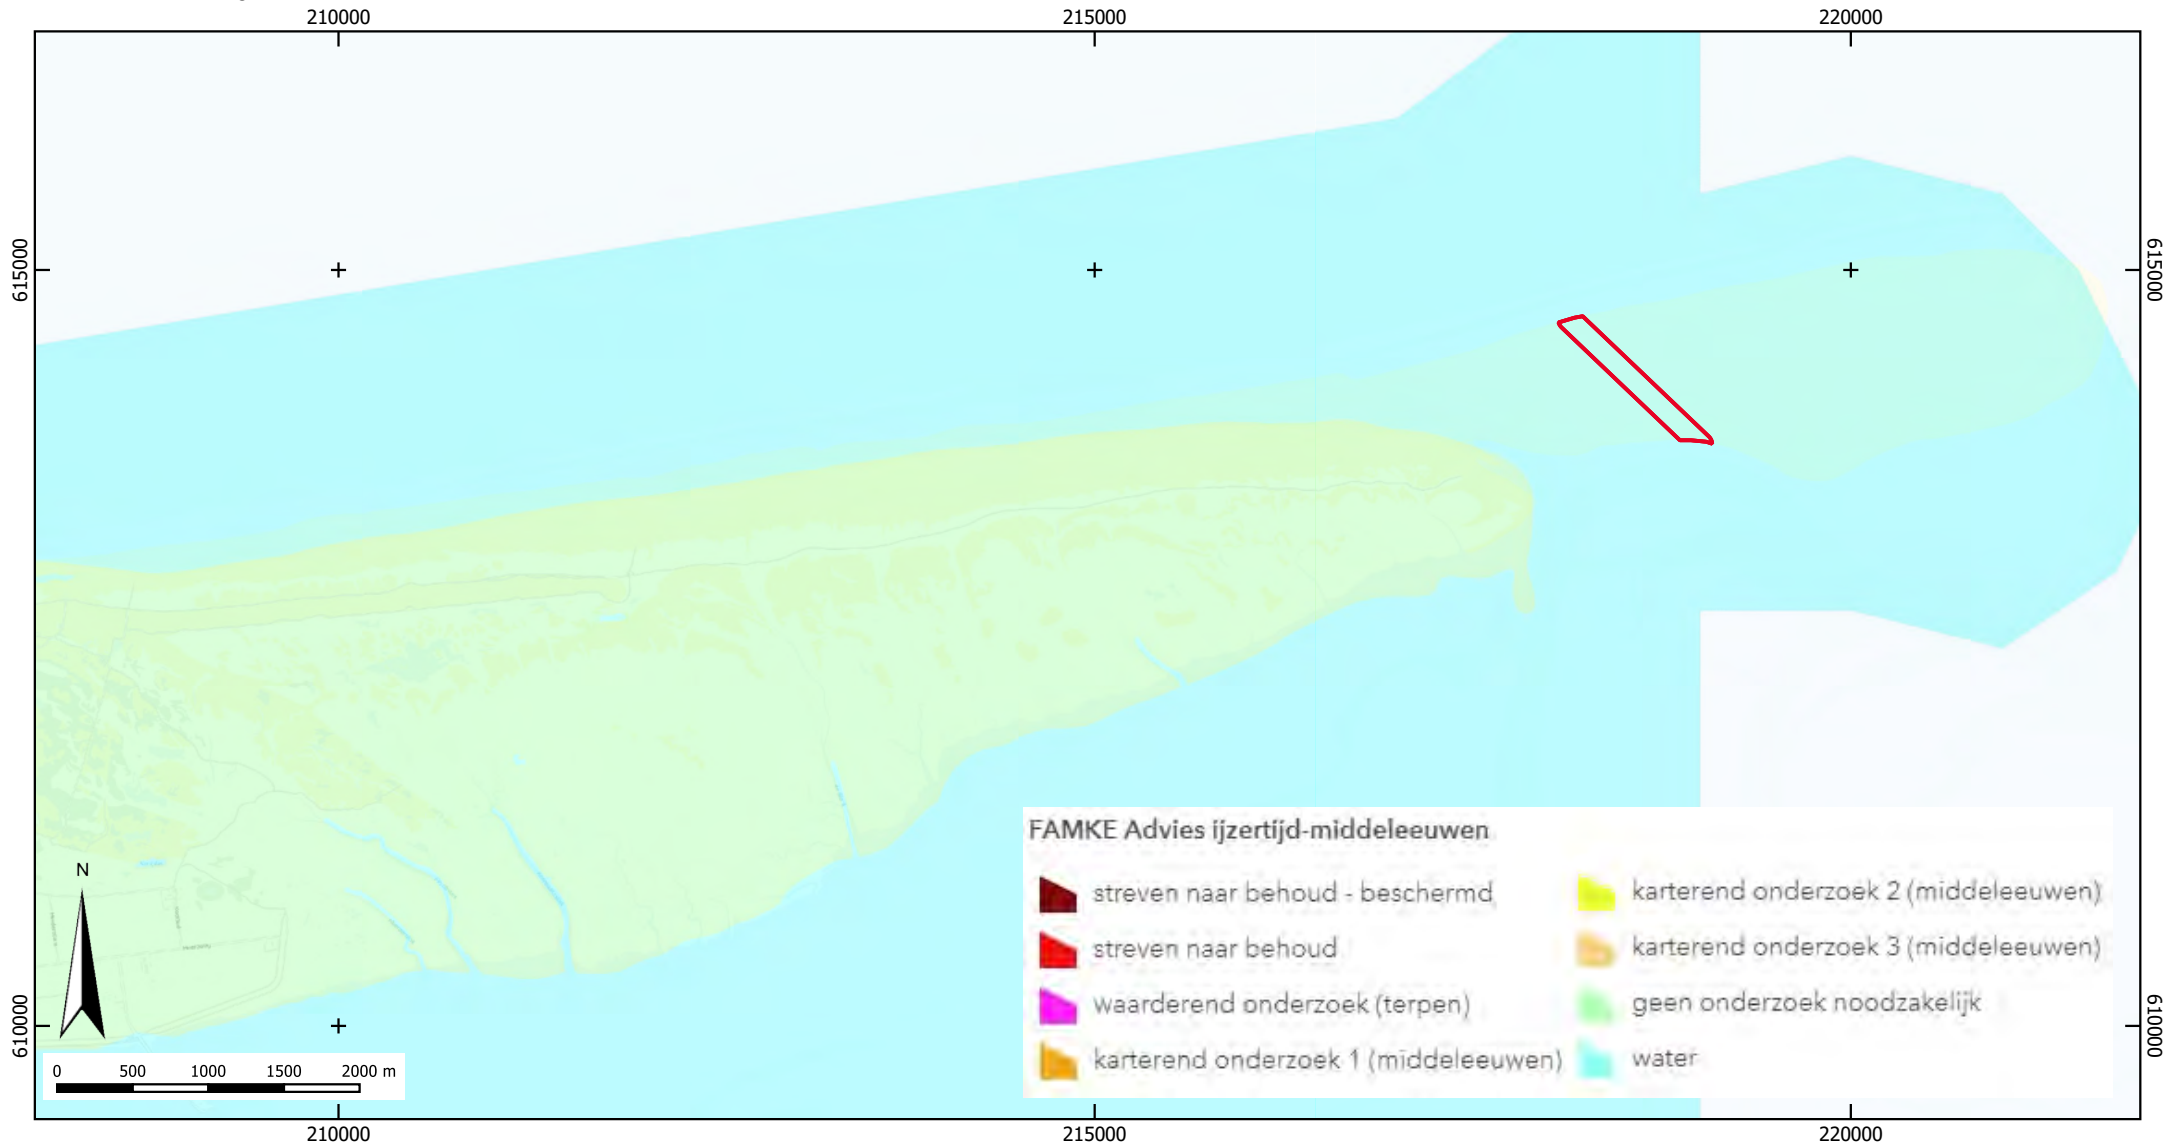 210000
215000
220000
615000
615000
610000
610000
N
0 500 1000 1500 2000 m
FAMKE Advies ijzertijd-middeleeuwen
streven naar behoud - beschermd
streven naar behoud
waarderend onderzoek (terpen)
karterend onderzoek 1 (middeleeuwen)
karterend onderzoek 2 (middeleeuwen)
karterend onderzoek 3 (middeleeuwen)
geen onderzoek noodzakelijk
water
210000
215000
220000